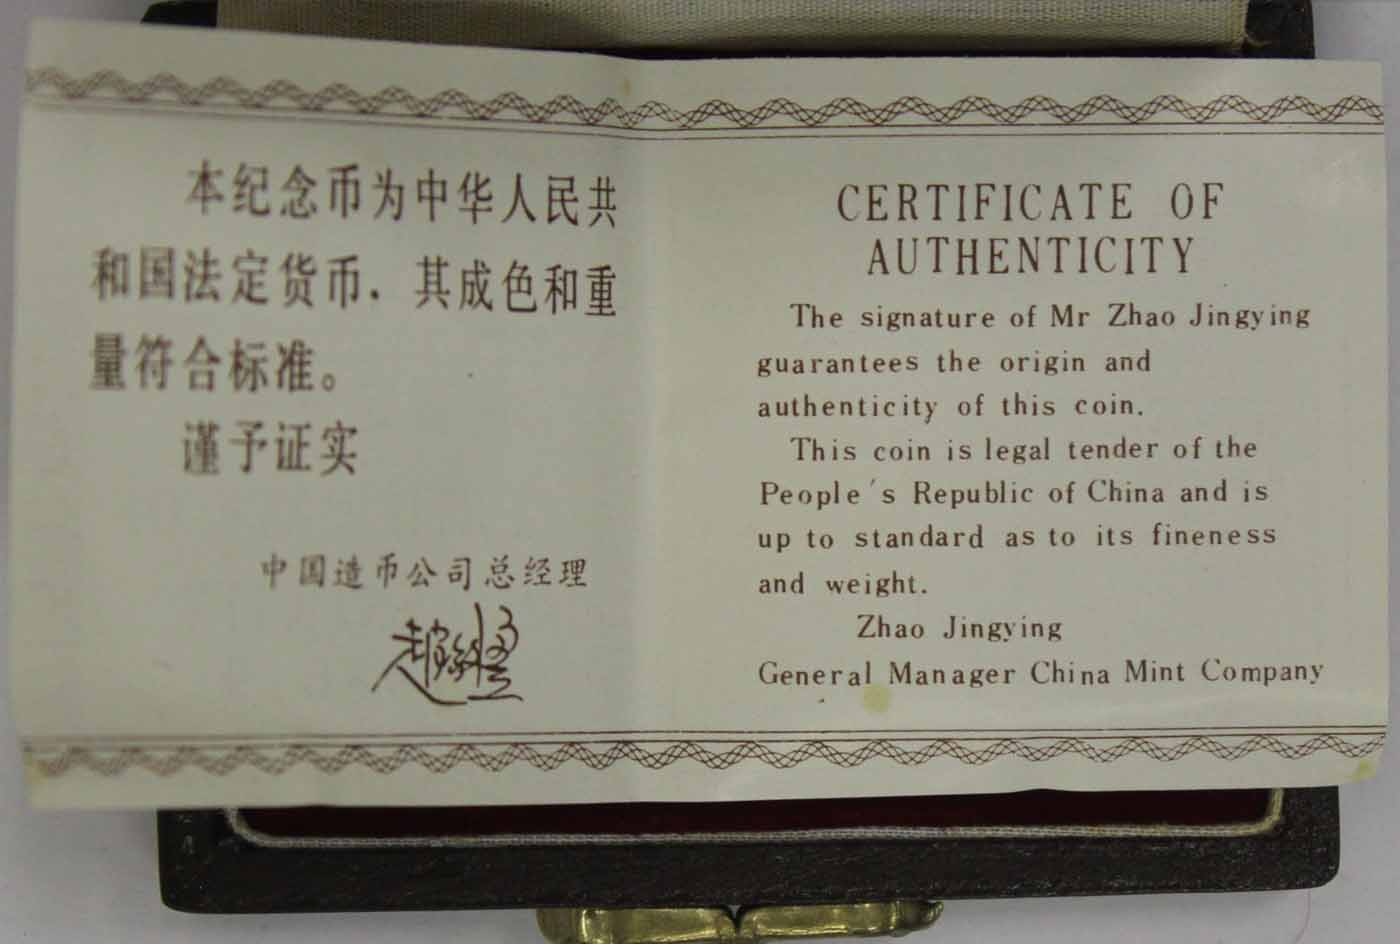 本纪念币为中华人民共
和国法定货币．其成色和重
量符合标准。
谨予证实
中国造币公司总经理
CERTIFICATE OF
AUTHENTICITY
The signature of Mr Zhao Jingying
guarantees the origin and
authenticity of this coin.
This coin is legal tender of the
People's Republic of China and is
up to standard as to its fineness
and weight.
Zhao Jingying
General Manager China Mint Company